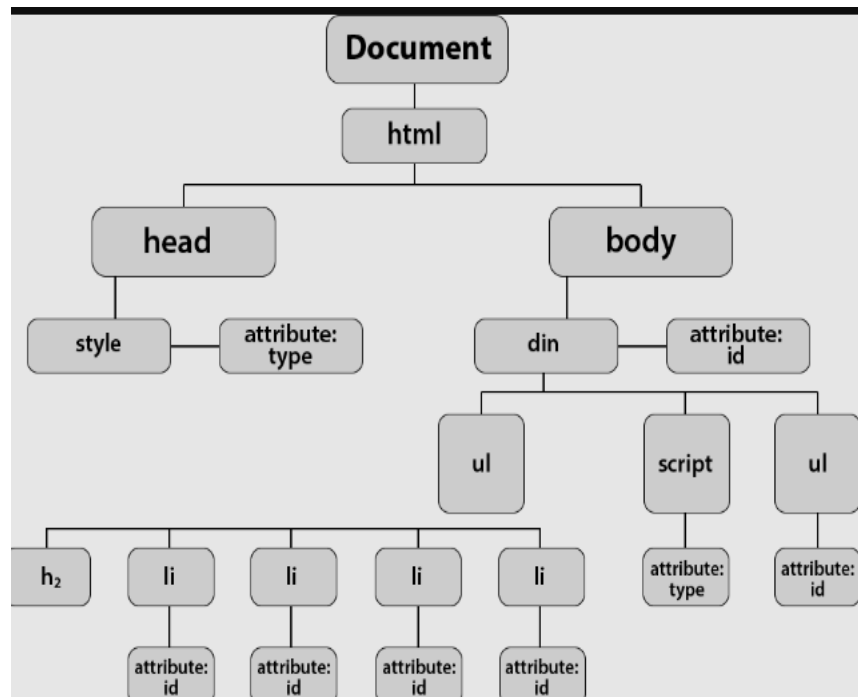 Document
html
head
body
style
attribute:
type
din
attribute:
id
ul
script
ul
h₂
li
li
li
li
attribute:
type
attribute:
id
attribute:
id
attribute:
id
attribute:
id
attribute:
id